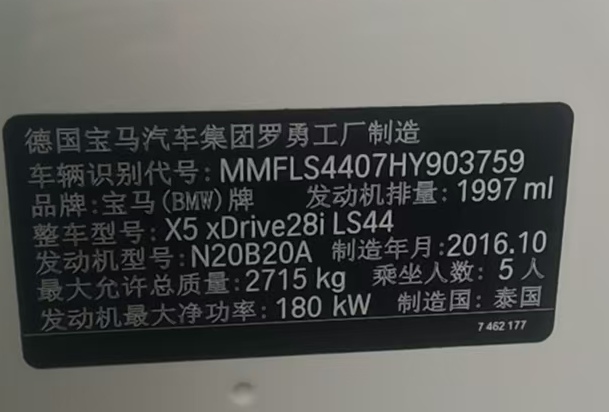 德国宝马汽车集团罗勇工厂制造
车辆识别代号: MMFLS4407HY903759
品牌: 宝马(BMW)牌 发动机排量: 1997 ml
整车型号: X5 xDrive28i LS44
发动机型号: N20B20A 制造年月: 2016.10
最大允许总质量: 2715 kg 乘坐人数: 5 人
发动机最大净功率: 180 kW 制造国: 泰国
7 462 177